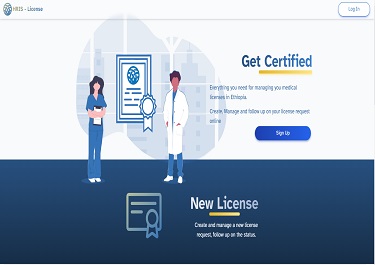 HRIS - License
Log In
Get Certified
Everything you need for managing you medical
licenses in Ethiopia.
Create, Manage and follow up on your license request
online
Sign Up
New License
Create and manage a new license
request, follow up on the status.